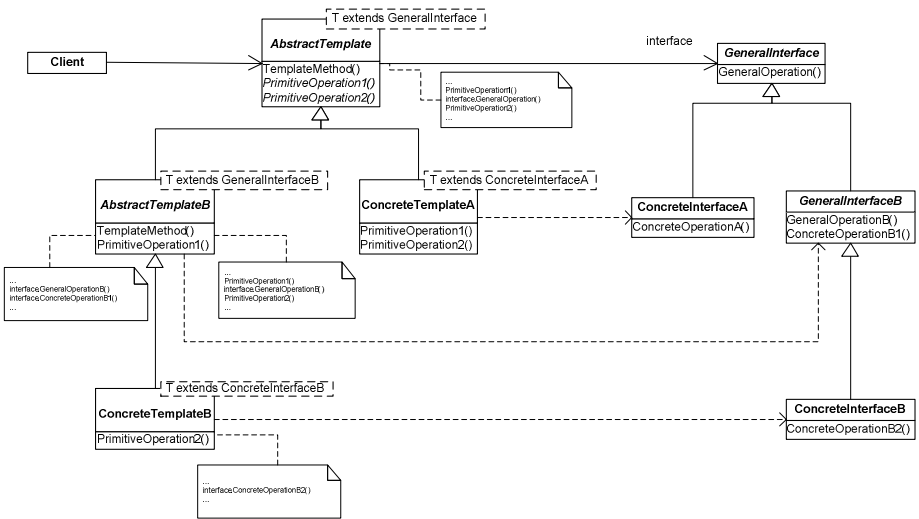 T extends GeneralInterface
AbstractTemplate
interface
GeneralInterface
Client
TemplateMethod()
PrimitiveOperation1()
PrimitiveOperation2()
GeneralOperation()
...
PrimitiveOperation1()
interface.GeneralOperation()
PrimitiveOperation2()
...
T extends GeneralInterfaceB
T extends ConcreteInterfaceA
AbstractTemplateB
ConcreteTemplateA
ConcreteInterfaceA
GeneralInterfaceB
TemplateMethod()
PrimitiveOperation1()
PrimitiveOperation1()
PrimitiveOperation2()
ConcreteOperationA()
GeneralOperationB()
ConcreteOperationB1()
...
interface.GeneralOperationB()
interface.ConcreteOperationB1()
...
...
PrimitiveOperation1()
interface.GeneralOperationB()
PrimitiveOperation2()
...
T extends ConcreteInterfaceB
ConcreteTemplateB
ConcreteInterfaceB
PrimitiveOperation2()
ConcreteOperationB2()
...
interface.ConcreteOperationB2()
...